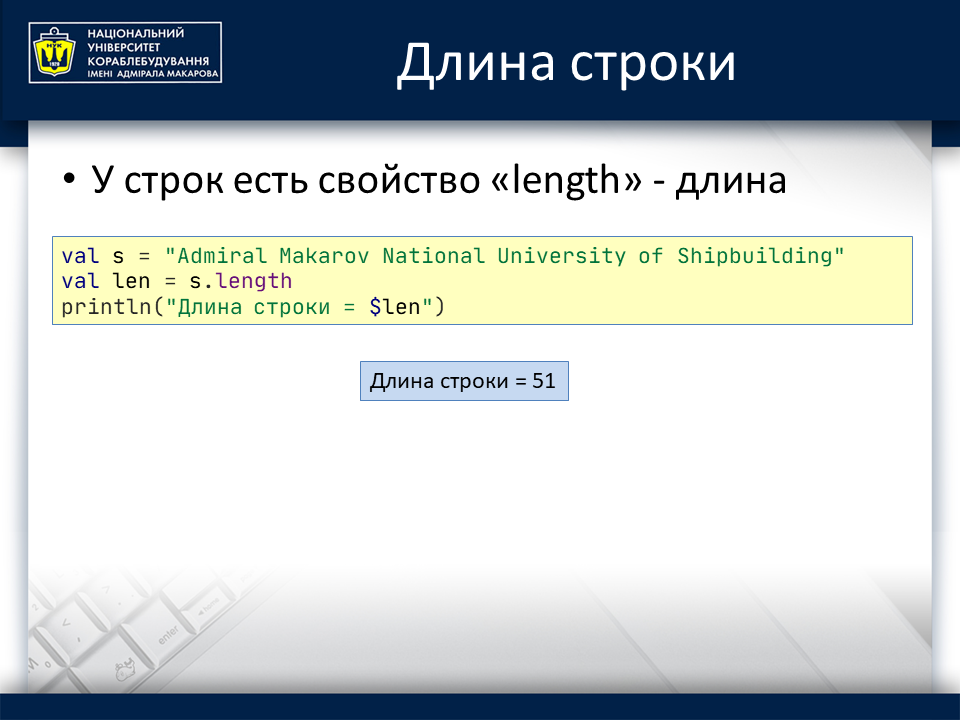 НАЦІОНАЛЬНИЙ
УНІВЕРСИТЕТ
КОРАБЛЕБУДУВАННЯ
ІМЕНІ АДМІРАЛА МАКАРОВА
НУК
1920
Длина строки
• У строк есть свойство «length» - длина
val s = "Admiral Makarov National University of Shipbuilding"
val len = s.length
println("Длина строки = $len")
Длина строки = 51
enter